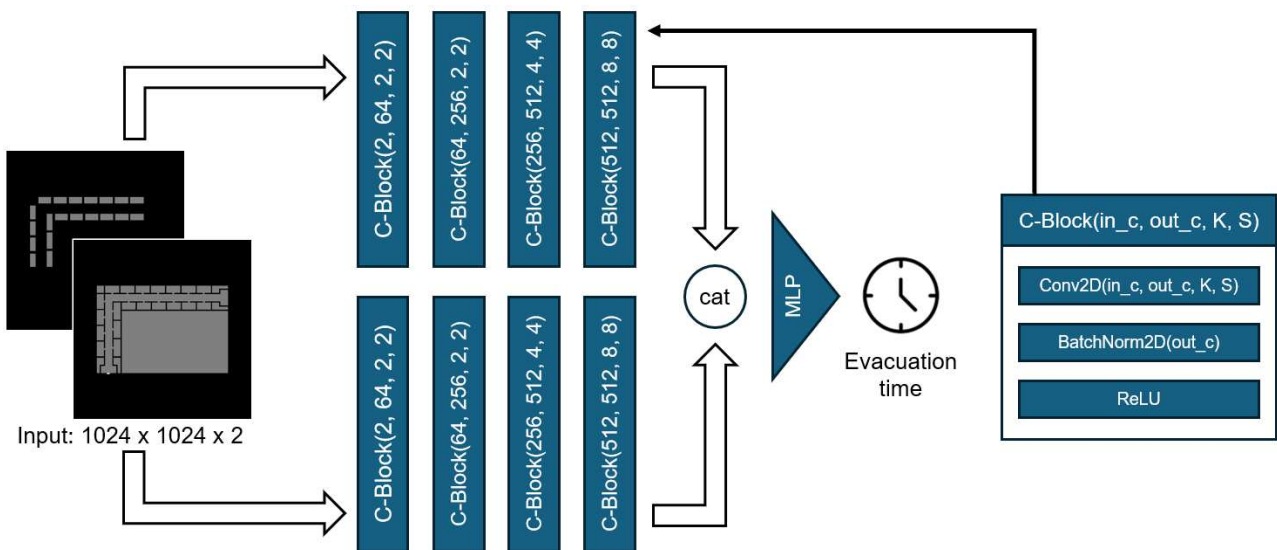 C-Block(2, 64, 2, 2)
C-Block(64, 256, 2, 2)
C-Block(256, 512, 4, 4)
C-Block(512, 512, 8, 8)
Input: 1024 x 1024 x 2
C-Block(2, 64, 2, 2)
C-Block(64, 256, 2, 2)
C-Block(256, 512, 4, 4)
C-Block(512, 512, 8, 8)
cat
MLP
Evacuation
time
C-Block(in_c, out_c, K, S)
Conv2D(in_c, out_c, K, S)
BatchNorm2D(out_c)
ReLU